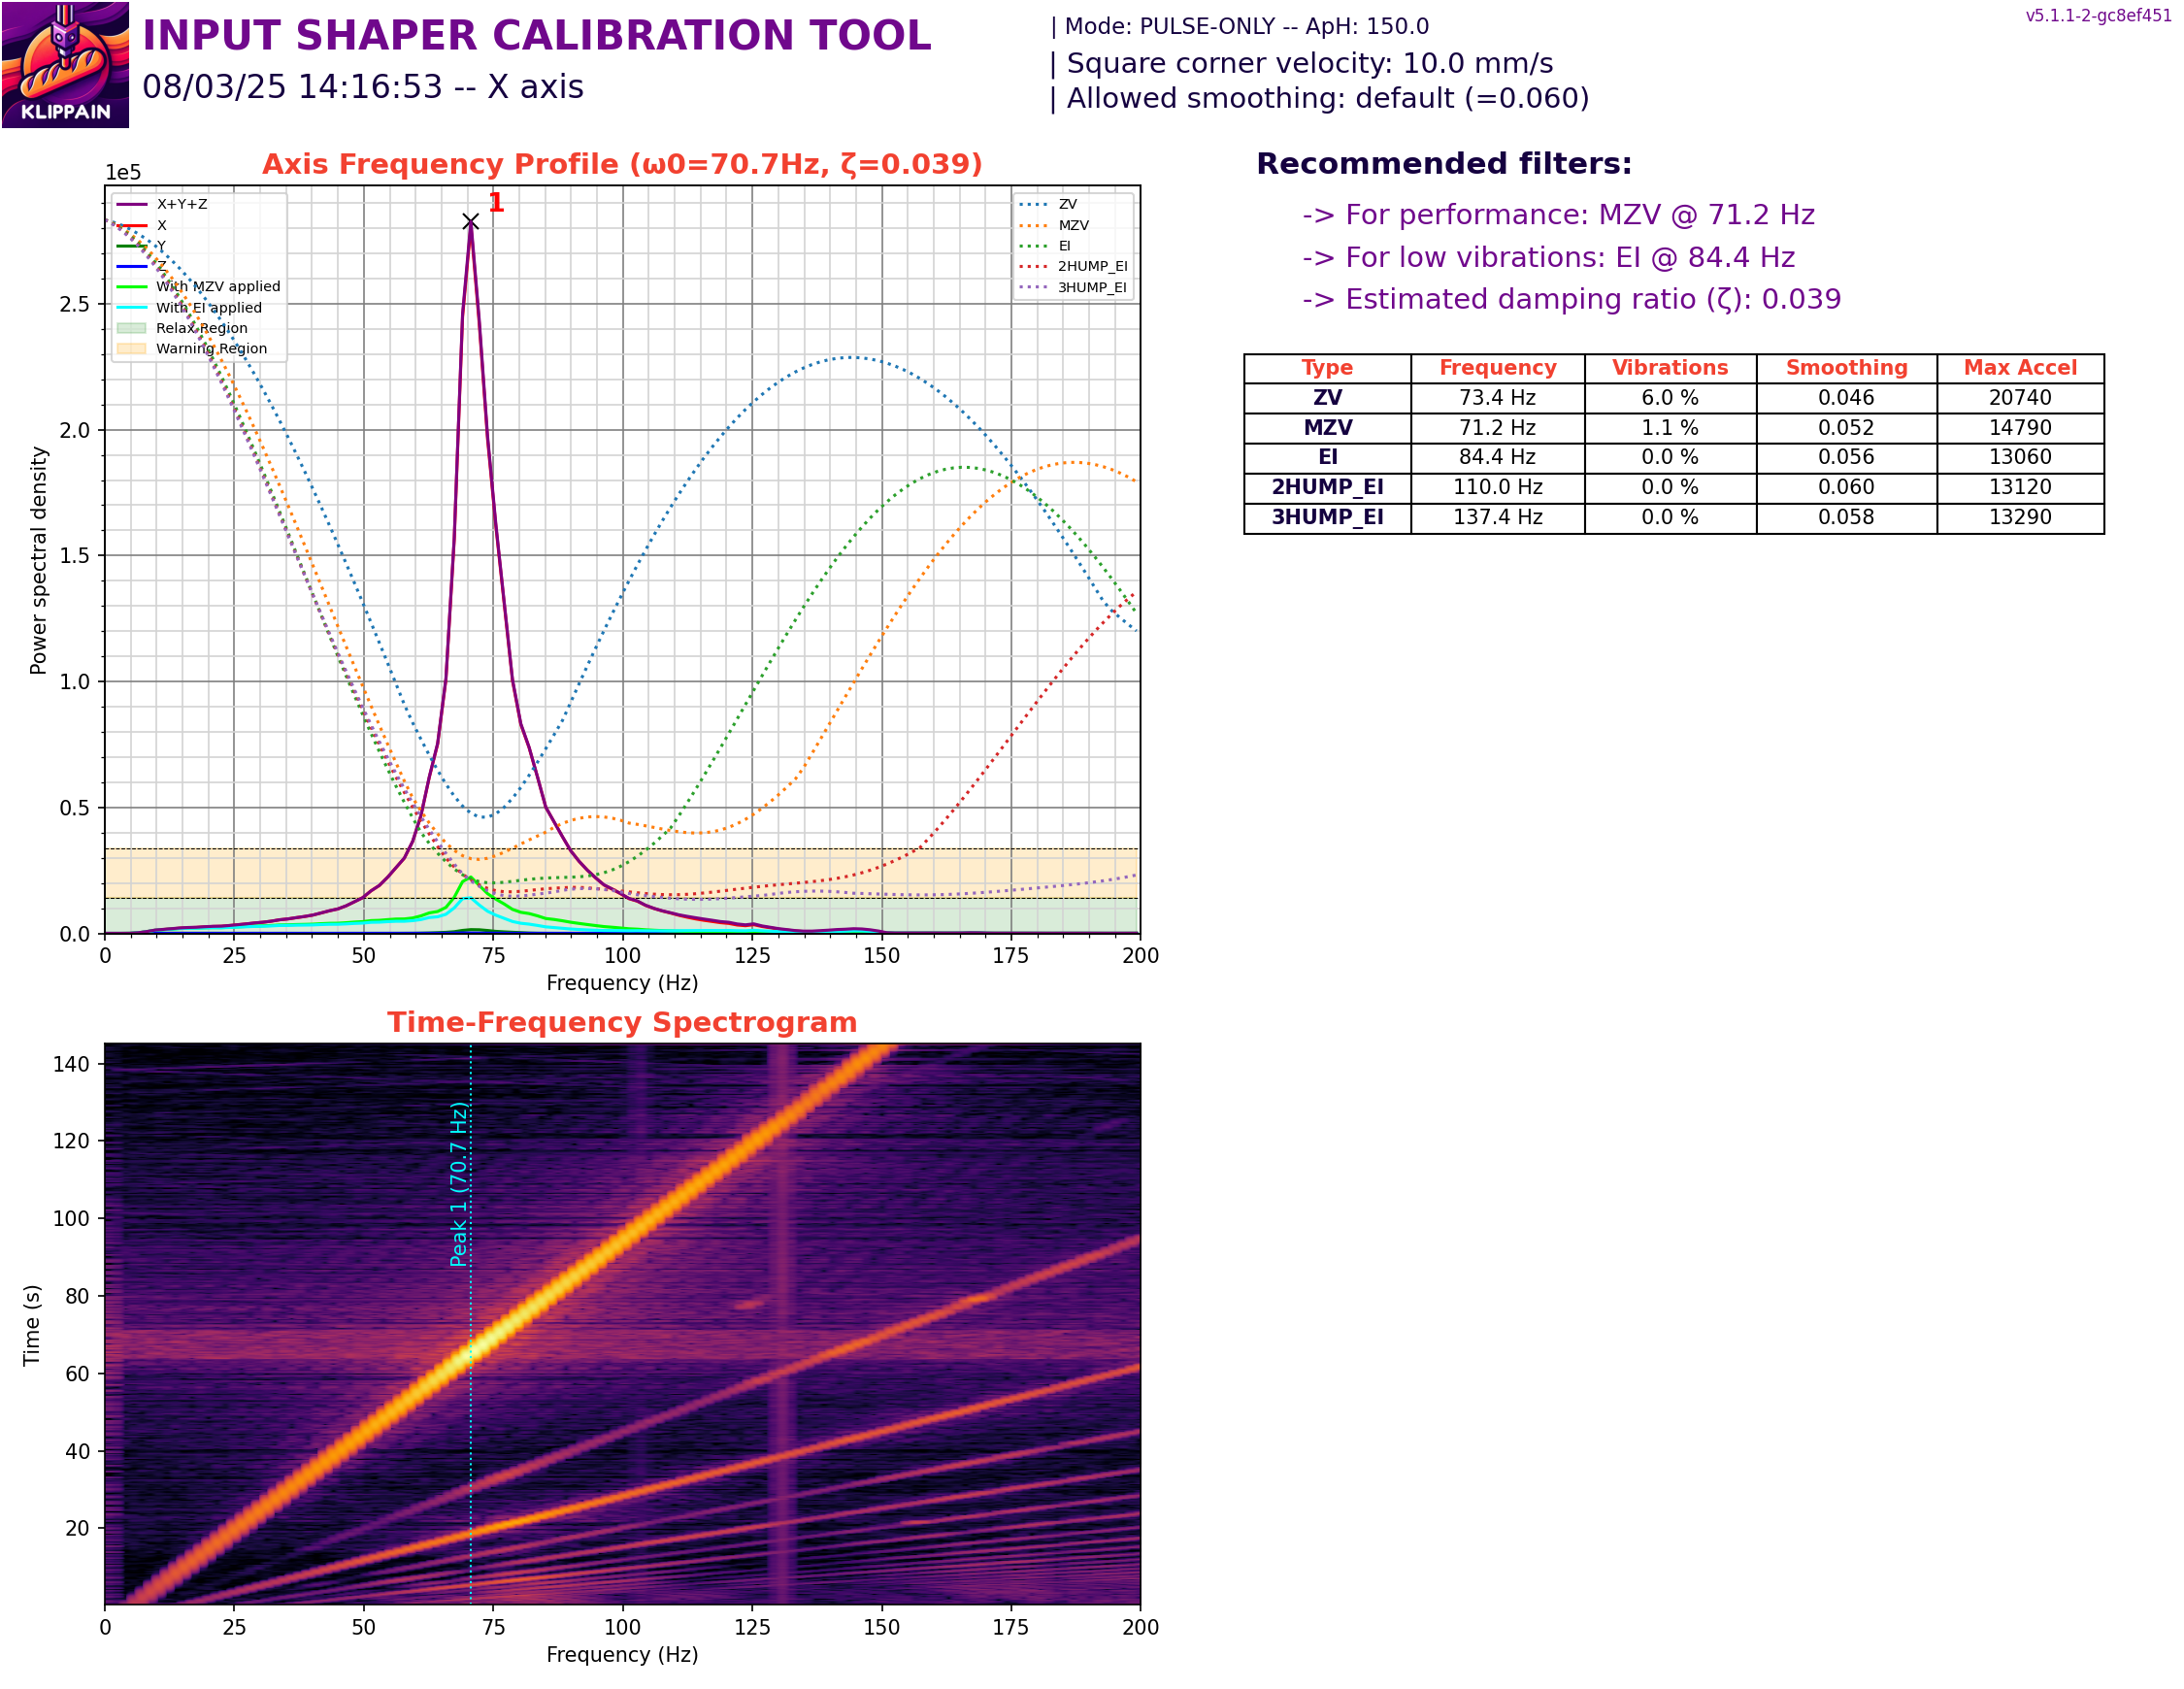 KLIPPAIN
INPUT SHAPER CALIBRATION TOOL
08/03/25 14:16:53 -- X axis
| Mode: PULSE-ONLY -- ApH: 150.0
| Square corner velocity: 10.0 mm/s
| Allowed smoothing: default (=0.060)
v5.1.1-2-gc8ef451
Axis Frequency Profile (ω0=70.7Hz, ζ=0.039)
1e5
1
X+Y+Z
X
Y
Z
With MZV applied
With EI applied
Relax Region
Warning Region
ZV
MZV
EI
2HUMP_EI
3HUMP_EI
Power spectral density
2.5
2.0
1.5
1.0
0.5
0.0
0 25 50 75 100 125 150 175 200
Frequency (Hz)
Recommended filters:
-> For performance: MZV @ 71.2 Hz
-> For low vibrations: EI @ 84.4 Hz
-> Estimated damping ratio (ζ): 0.039
Type Frequency Vibrations Smoothing Max Accel
ZV 73.4 Hz 6.0 % 0.046 20740
MZV 71.2 Hz 1.1 % 0.052 14790
EI 84.4 Hz 0.0 % 0.056 13060
2HUMP_EI 110.0 Hz 0.0 % 0.060 13120
3HUMP_EI 137.4 Hz 0.0 % 0.058 13290
Time-Frequency Spectrogram
Time (s)
140
120
100
80
60
40
20
Peak 1 (70.7 Hz)
0 25 50 75 100 125 150 175 200
Frequency (Hz)